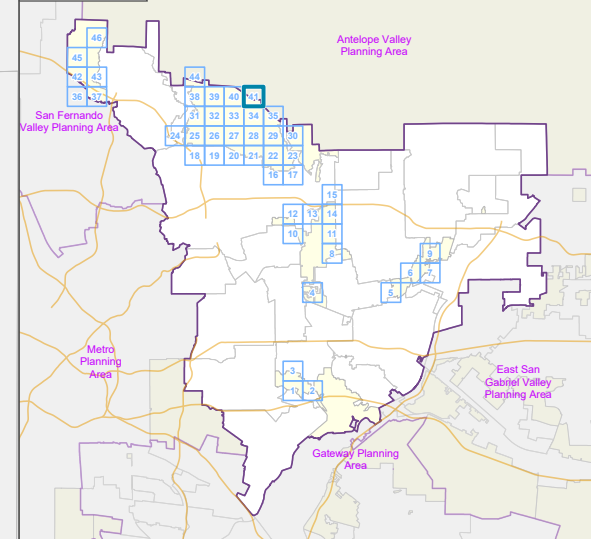 46
Antelope Valley
Planning Area
45
42 43
44
36 37
38 39 40 41
San Fernando
Valley Planning Area
31 32 33 34 35
24 25 26 27 28 29 30
18 19 20 21 22 23
16 17
15
12 13 14
10 11
8
9
6 7
5
4
Metro
Planning
Area
3
1 2
East San
Gabriel Valley
Planning Area
Gateway Planning
Area